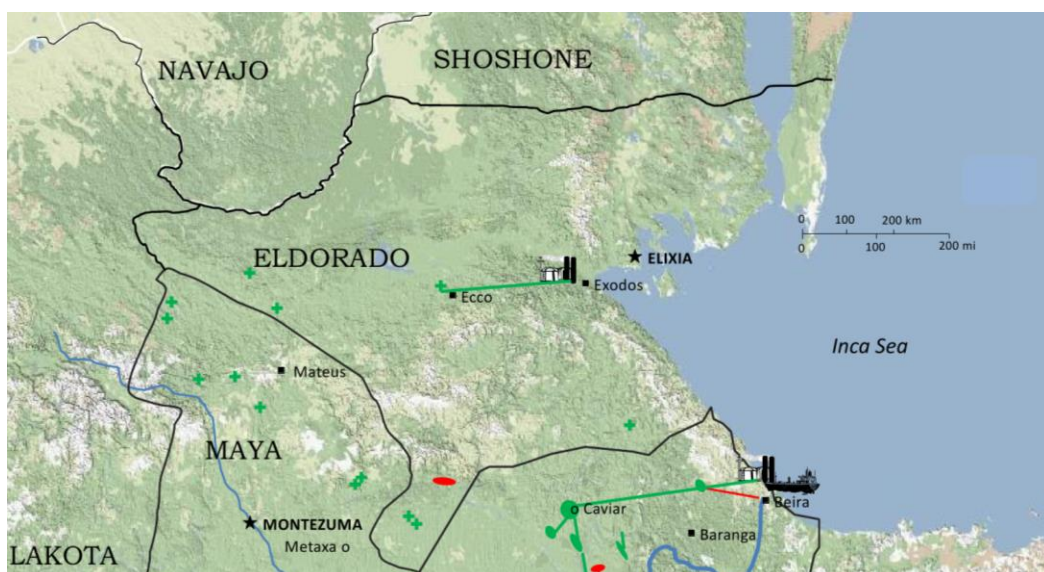 NAVAJO
SHOSHONE
0 100 200 km
0 100 200 mi
ELDORADO
ELIXIA
Exodos
Ecco
Inca Sea
Mateus
MAYA
Caviar
Beira
MONTEZUMA
Metaxa o
Baranga
LAKOTA